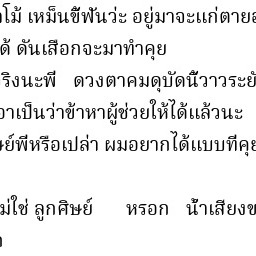 โม้ เหม็นขี้ฟันว่ะ อยู่มาจะแก่ตาย
ได้ ดันเสือกจะมาทำคุย
จริงนะพี่ ดวงตาคมดุบัดนี้วาวระยั
อาเป็นว่าข้าหาผู้ช่วยให้ได้แล้วนะ
ษย์พี่หรือเปล่า ผมอยากได้แบบที่คุย
ไม่ใช่ ลูกศิษย์ หรอก น้ำเสียงข